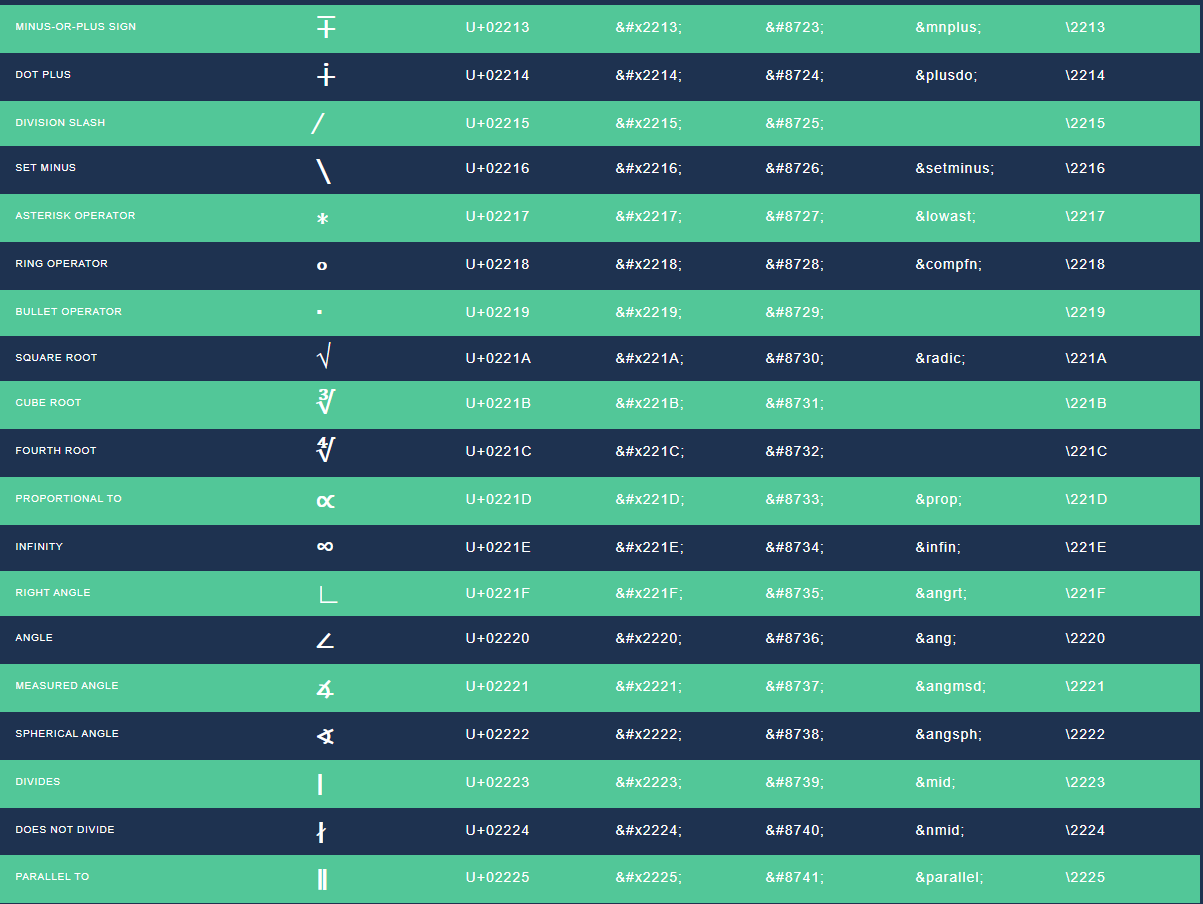 MINUS-OR-PLUS SIGN ∓ U+02213 &#x2213; &#8723; &mnplus; \2213
DOT PLUS ∔ U+02214 &#x2214; &#8724; &plusdo; \2214
DIVISION SLASH ∕ U+02215 &#x2215; &#8725; \2215
SET MINUS ∖ U+02216 &#x2216; &#8726; &setminus; \2216
ASTERISK OPERATOR ∗ U+02217 &#x2217; &#8727; &lowast; \2217
RING OPERATOR ∘ U+02218 &#x2218; &#8728; &compfn; \2218
BULLET OPERATOR ∙ U+02219 &#x2219; &#8729; \2219
SQUARE ROOT √ U+0221A &#x221A; &#8730; &radic; \221A
CUBE ROOT ∛ U+0221B &#x221B; &#8731; \221B
FOURTH ROOT ∜ U+0221C &#x221C; &#8732; \221C
PROPORTIONAL TO ∝ U+0221D &#x221D; &#8733; &prop; \221D
INFINITY ∞ U+0221E &#x221E; &#8734; &infin; \221E
RIGHT ANGLE ∟ U+0221F &#x221F; &#8735; &angrt; \221F
ANGLE ∠ U+02220 &#x2220; &#8736; &ang; \2220
MEASURED ANGLE ∡ U+02221 &#x2221; &#8737; &angmsd; \2221
SPHERICAL ANGLE ∢ U+02222 &#x2222; &#8738; &angsph; \2222
DIVIDES ∣ U+02223 &#x2223; &#8739; &mid; \2223
DOES NOT DIVIDE ∤ U+02224 &#x2224; &#8740; &nmid; \2224
PARALLEL TO ∥ U+02225 &#x2225; &#8741; &parallel; \2225